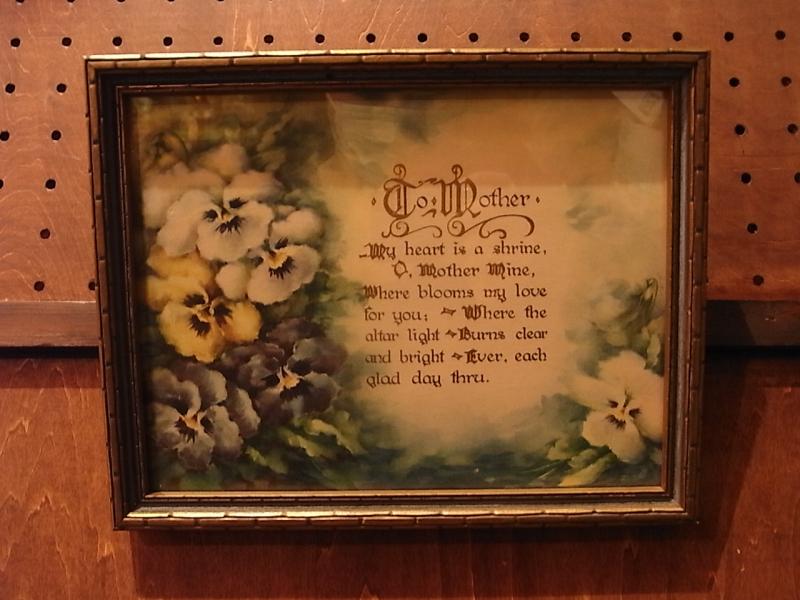 To Mother
My heart is a shrine,
O, Mother Mine,
Where blooms my love
for you; Where the
altar light Burns clear
and bright Ever, each
glad day thru.